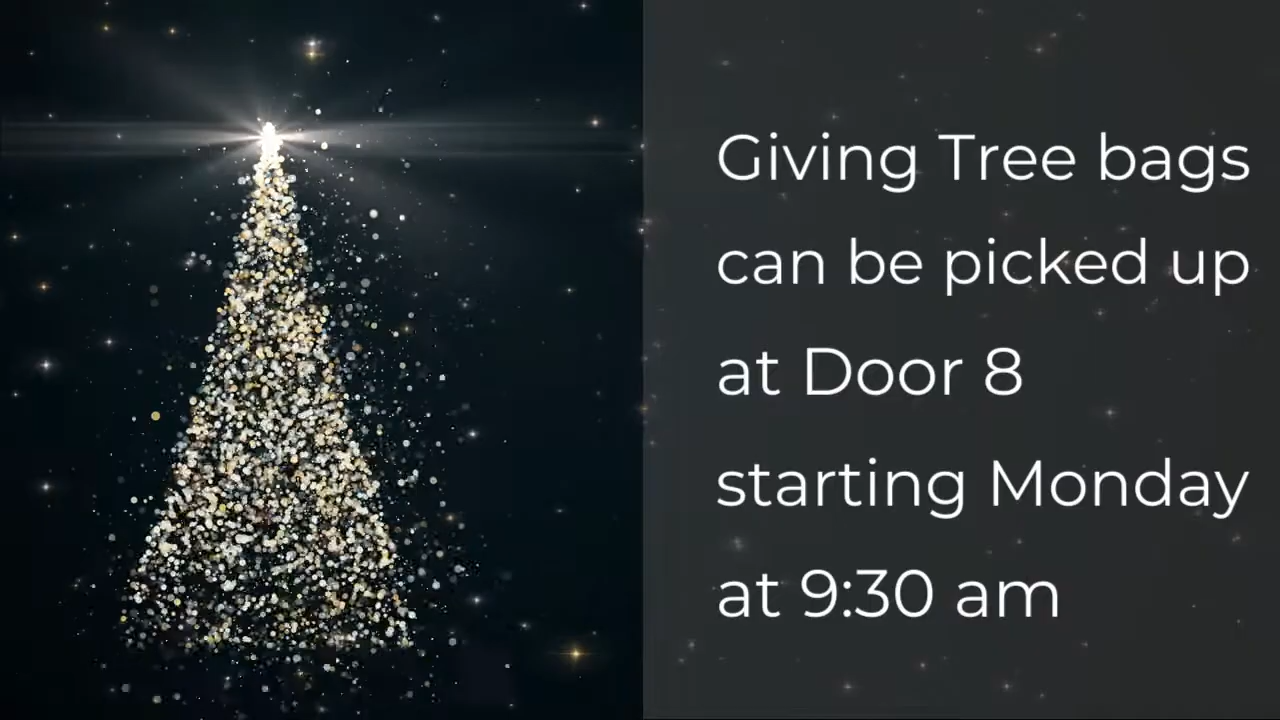 Giving Tree bags
can be picked up
at Door 8
starting Monday
at 9:30 am